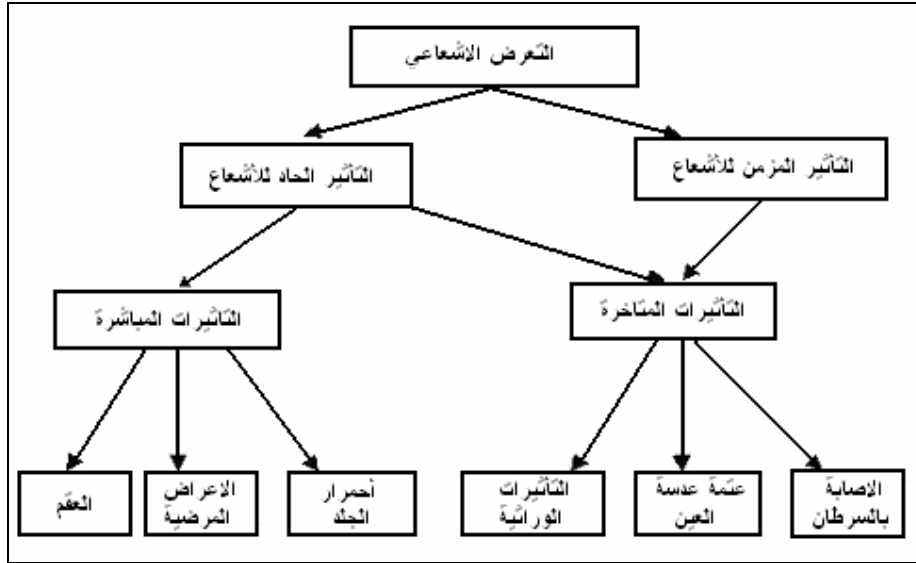 التعرض الاشعاعي
التأثير المزمن للأشعاع
التأثير الحاد للأشعاع
التأثيرات المتاخرة
التأثيرات المباشرة
الاصابة
بالسرطان
عتمة عدسة
العين
التأثيرات
الوراثية
أحمرار
الجلد
الاعراض
المرضية
العقم